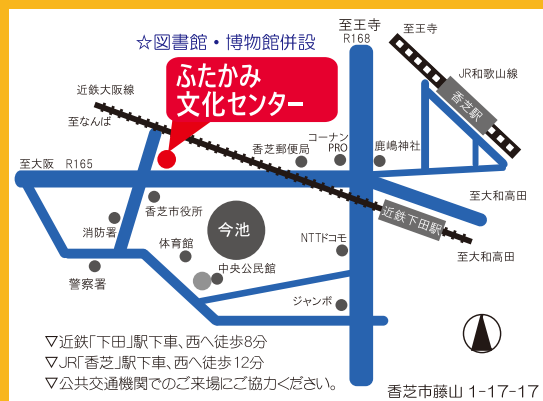 ☆図書館・博物館併設
至王寺
R168
至王寺
JR和歌山線
香芝駅
近鉄大阪線
至なんば
ふたかみ
文化センター
コーナン
PRO
鹿嶋神社
香芝郵便局
至大阪 R165
香芝市役所
至大和高田
消防署
今池
近鉄下田駅
体育館
NTTドコモ
至大和高田
警察署
中央公民館
ジャンボ
▽近鉄「下田」駅下車、西へ徒歩8分
▽JR「香芝」駅下車、西へ徒歩12分
▽公共交通機関でのご来場にご協力ください。
香芝市藤山 1-17-17